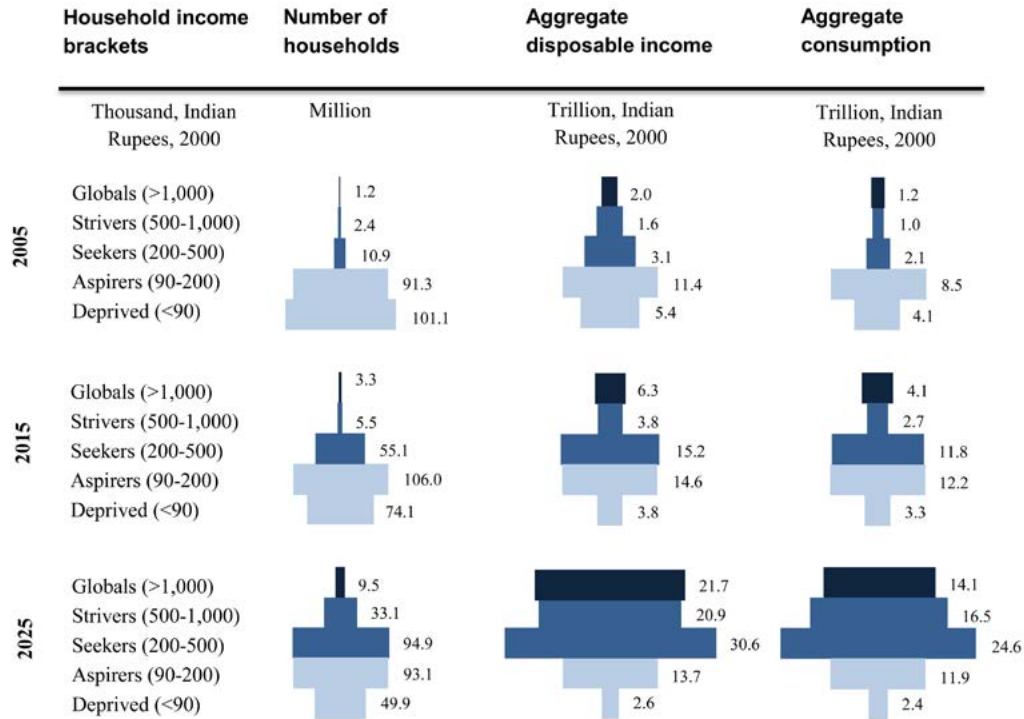 Household income brackets
Number of households
Aggregate disposable income
Aggregate consumption
Thousand, Indian Rupees, 2000
Million
Trillion, Indian Rupees, 2000
Trillion, Indian Rupees, 2000
2005
Globals (>1,000) 1.2 2.0 1.2
Strivers (500-1,000) 2.4 1.6 1.0
Seekers (200-500) 10.9 3.1 2.1
Aspirers (90-200) 91.3 11.4 8.5
Deprived (<90) 101.1 5.4 4.1
2015
Globals (>1,000) 3.3 6.3 4.1
Strivers (500-1,000) 5.5 3.8 2.7
Seekers (200-500) 55.1 15.2 11.8
Aspirers (90-200) 106.0 14.6 12.2
Deprived (<90) 74.1 3.8 3.3
2025
Globals (>1,000) 9.5 21.7 14.1
Strivers (500-1,000) 33.1 20.9 16.5
Seekers (200-500) 94.9 30.6 24.6
Aspirers (90-200) 93.1 13.7 11.9
Deprived (<90) 49.9 2.6 2.4